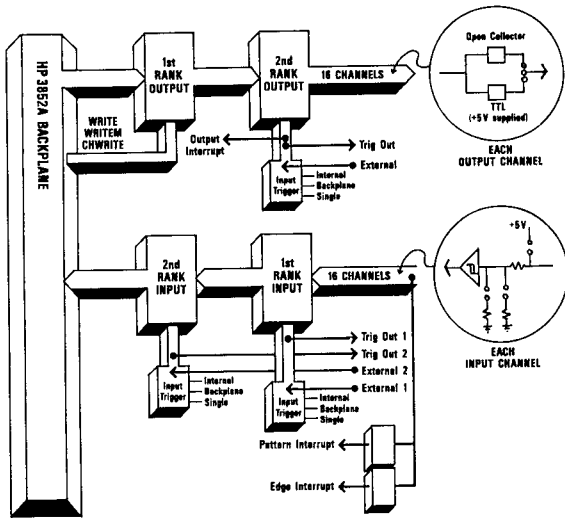 HP 3852A BACKPLANE
1st
RANK
OUTPUT
2nd
RANK
OUTPUT
16 CHANNELS
Open Collector
TTL
(+5V supplied)
EACH
OUTPUT CHANNEL
WRITE
WRITEM
CHWRITE
Output
Interrupt
Trig Out
External
Input
Trigger
Internal
Backplane
Single
2nd
RANK
INPUT
1st
RANK
INPUT
16 CHANNELS
+5V
EACH
INPUT CHANNEL
Trig Out 1
Trig Out 2
External 2
External 1
Input
Trigger
Internal
Backplane
Single
Input
Trigger
Internal
Backplane
Single
Pattern Interrupt
Edge Interrupt